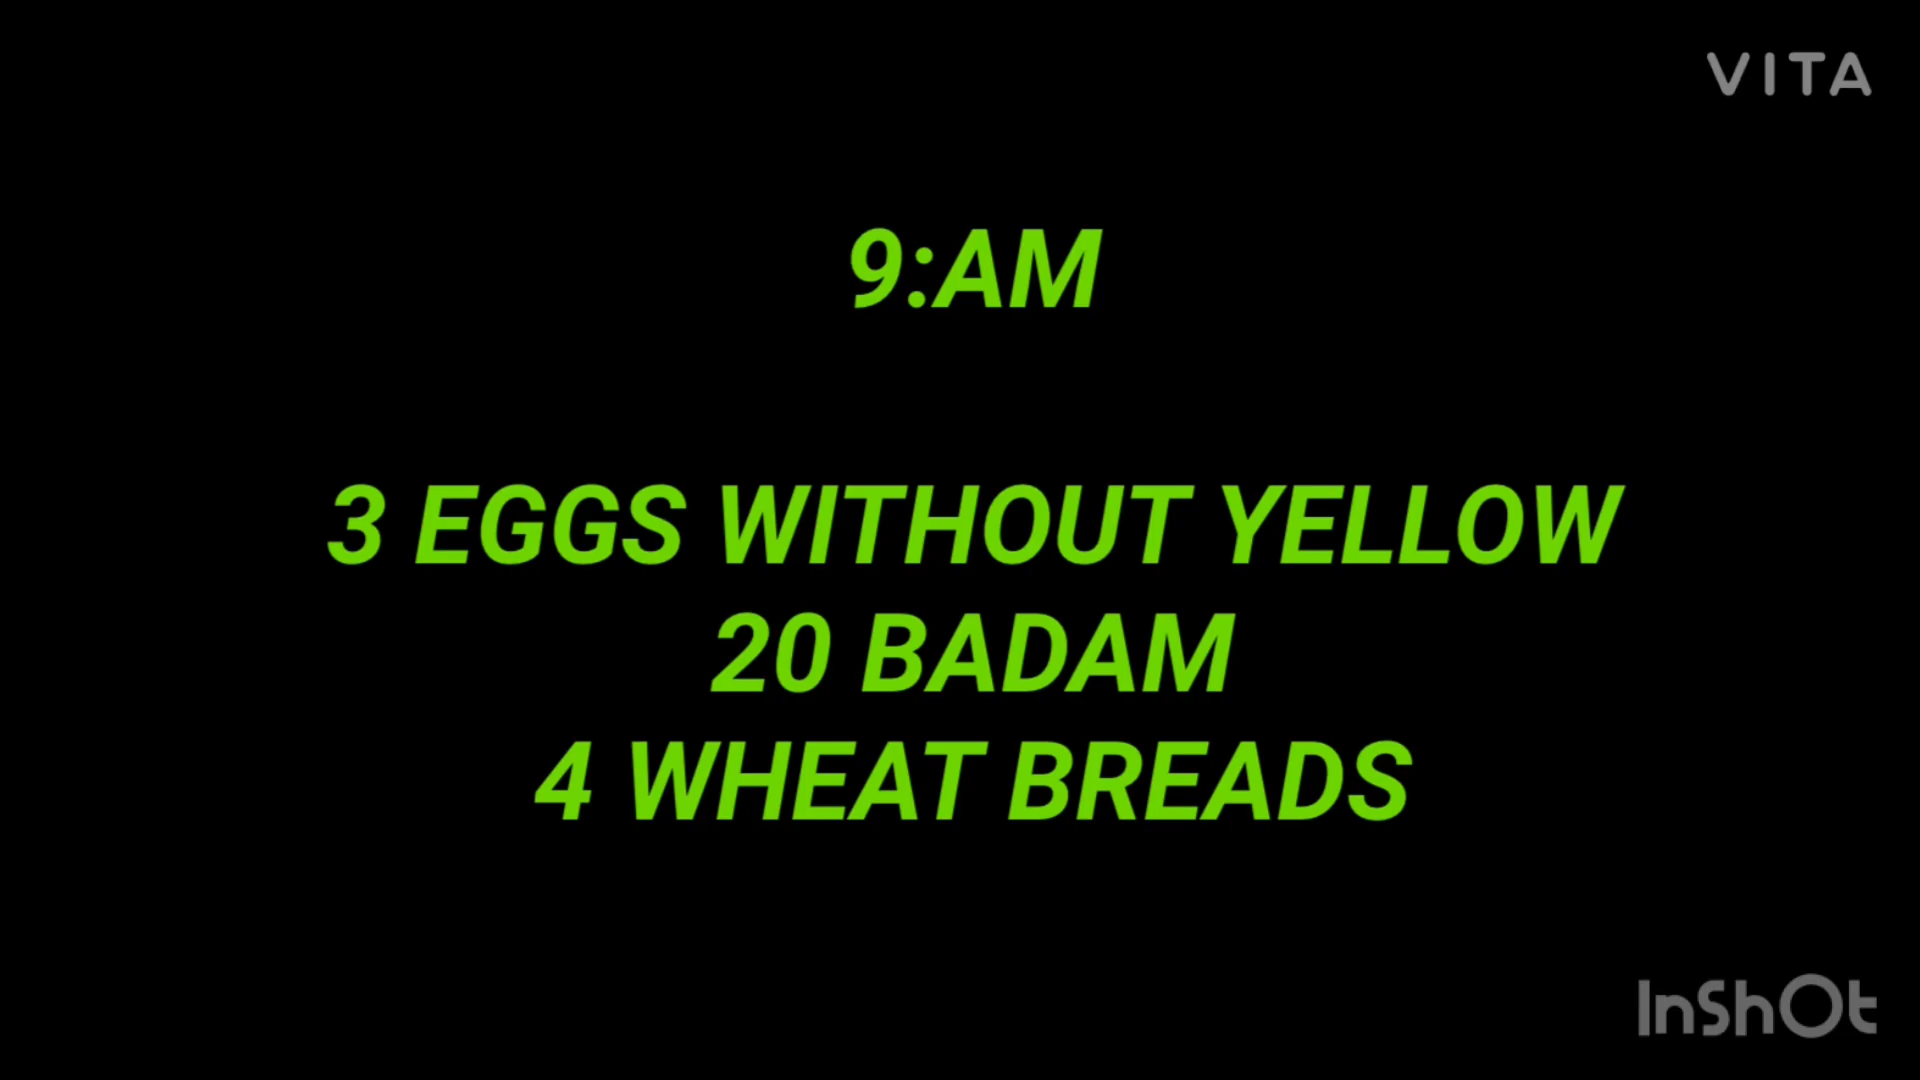 VITA
9:AM
3 EGGS WITHOUT YELLOW
20 BADAM
4 WHEAT BREADS
InShOt